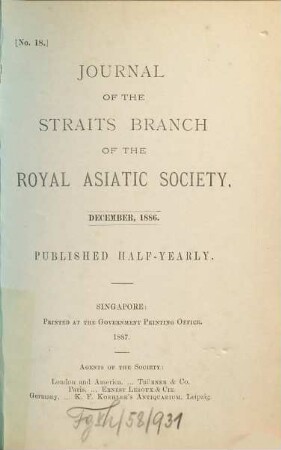 [No. 18.]
JOURNAL
OF THE
STRAITS BRANCH
OF THE
ROYAL ASIATIC SOCIETY.
DECEMBER, 1886.
PUBLISHED HALF-YEARLY.
SINGAPORE:
PRINTED AT THE GOVERNMENT PRINTING OFFICE.
1887.
AGENTS OF THE SOCIETY:
London and America, ... TRÜBNER & CO.
Paris, ... ERNEST LEROUX & CIE.
Germany, ... K. F. KOEHLER'S ANTIQUARIUM, Leipzig.
/58/931